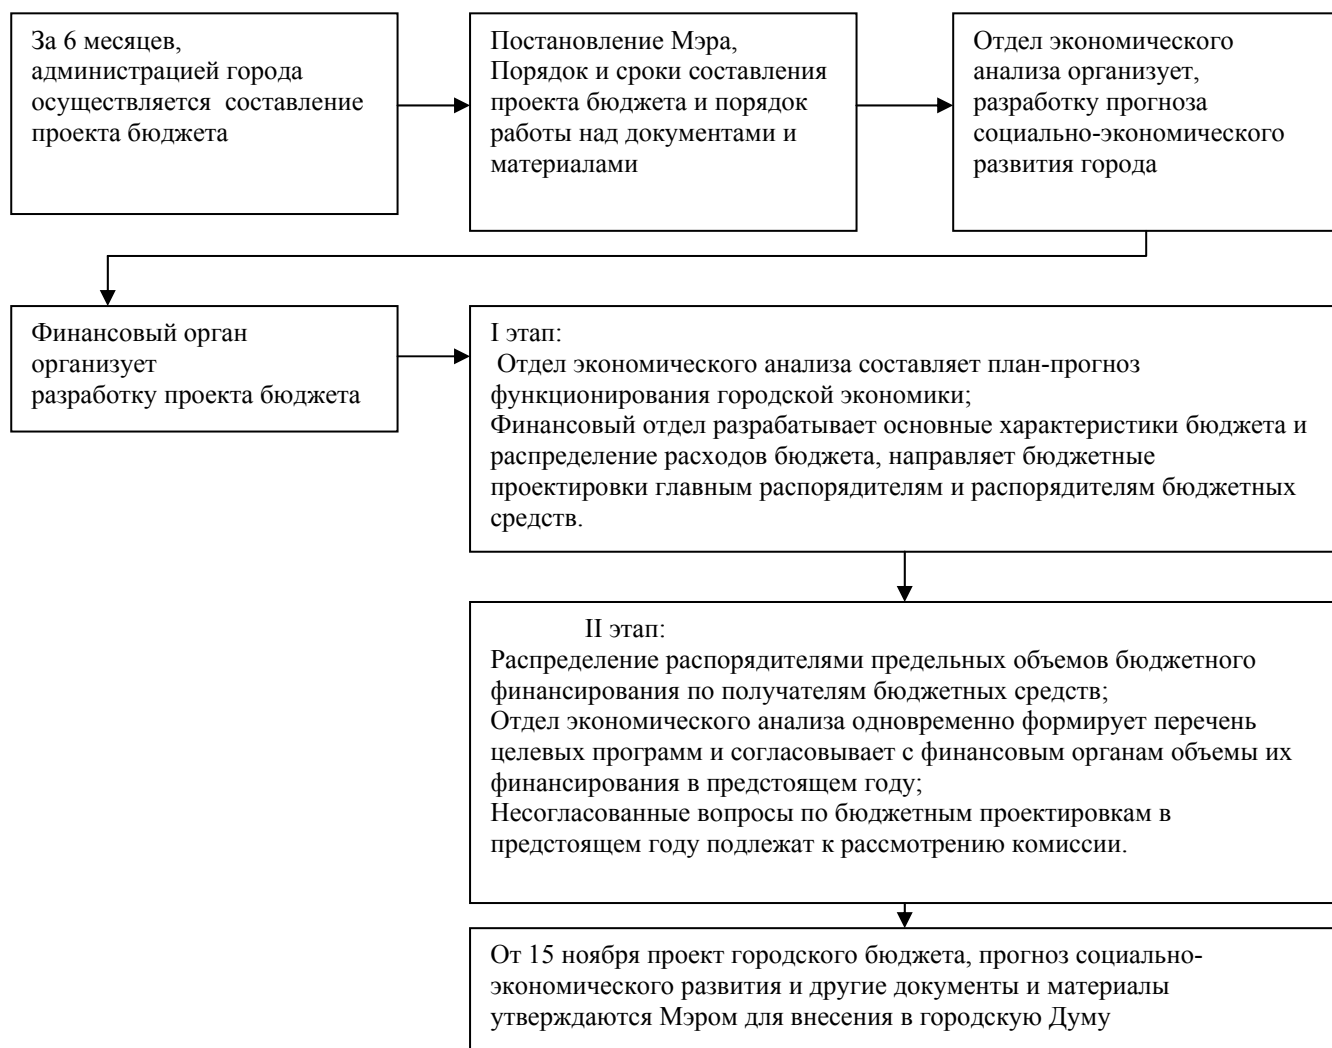 За 6 месяцев,
администрацией города
осуществляется составление
проекта бюджета
Постановление Мэра,
Порядок и сроки составления
проекта бюджета и порядок
работы над документами и
материалами
Отдел экономического
анализа организует,
разработку прогноза
социально-экономического
развития города
Финансовый орган
организует
разработку проекта бюджета
I этап:
Отдел экономического анализа составляет план-прогноз
функционирования городской экономики;
Финансовый отдел разрабатывает основные характеристики бюджета и
распределение расходов бюджета, направляет бюджетные
проектировки главным распорядителям и распорядителям бюджетных
средств.
II этап:
Распределение распорядителями предельных объемов бюджетного
финансирования по получателям бюджетных средств;
Отдел экономического анализа одновременно формирует перечень
целевых программ и согласовывает с финансовым органам объемы их
финансирования в предстоящем году;
Несогласованные вопросы по бюджетным проектировкам в
предстоящем году подлежат к рассмотрению комиссии.
От 15 ноября проект городского бюджета, прогноз социально-
экономического развития и другие документы и материалы
утверждаются Мэром для внесения в городскую Думу